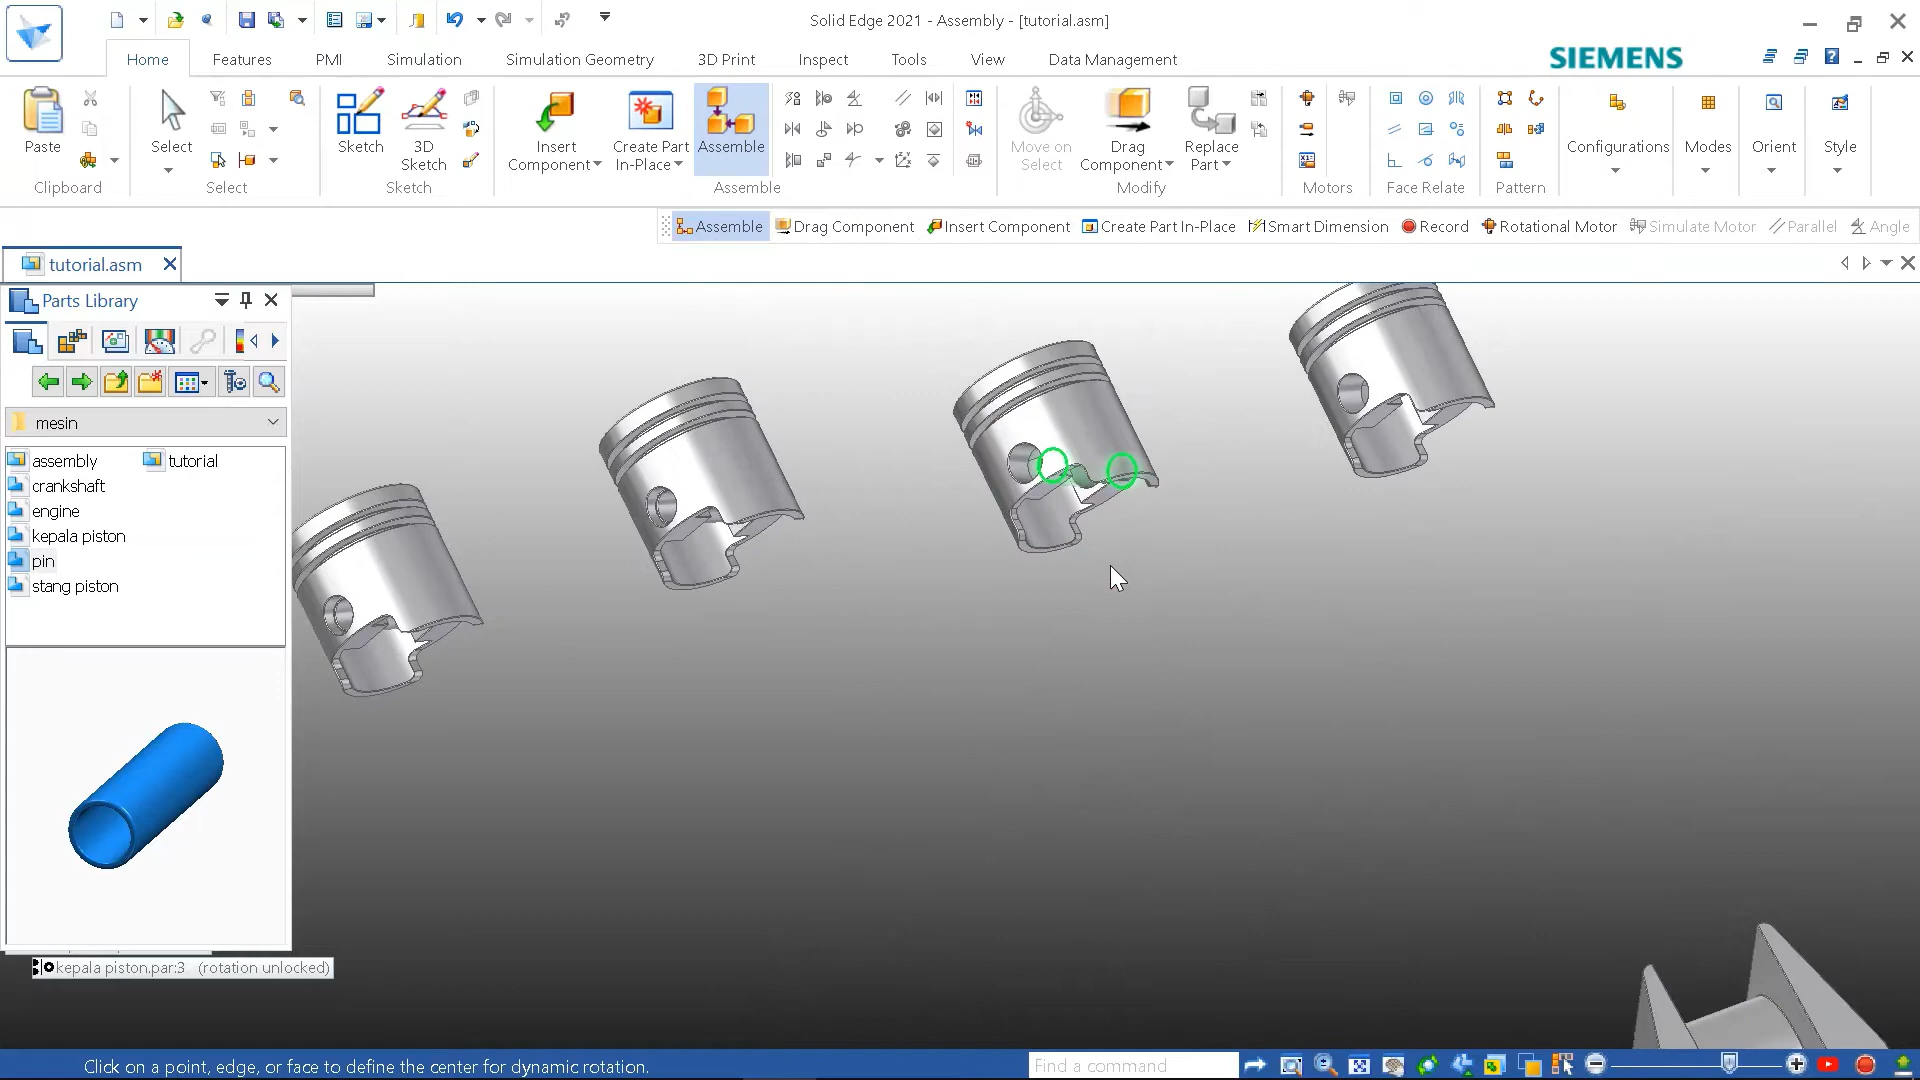 Solid Edge 2021 - Assembly - [tutorial.asm]
Home
Features
PMI
Simulation
Simulation Geometry
3D Print
Inspect
Tools
View
Data Management
SIEMENS
Paste
Select
Sketch
3D
Sketch
Insert
Component
Create Part
In-Place
Assemble
Move on
Select
Drag
Component
Replace
Part
Configurations
Modes
Orient
Style
Clipboard
Select
Sketch
Assemble
Modify
Motors
Face Relate
Pattern
Assemble
Drag Component
Insert Component
Create Part In-Place
Smart Dimension
Record
Rotational Motor
Simulate Motor
Parallel
Angle
tutorial.asm
Parts Library
mesin
assembly
tutorial
crankshaft
engine
kepala piston
pin
stang piston
kepala piston.par:3 (rotation unlocked)
Click on a point, edge, or face to define the center for dynamic rotation.
Find a command